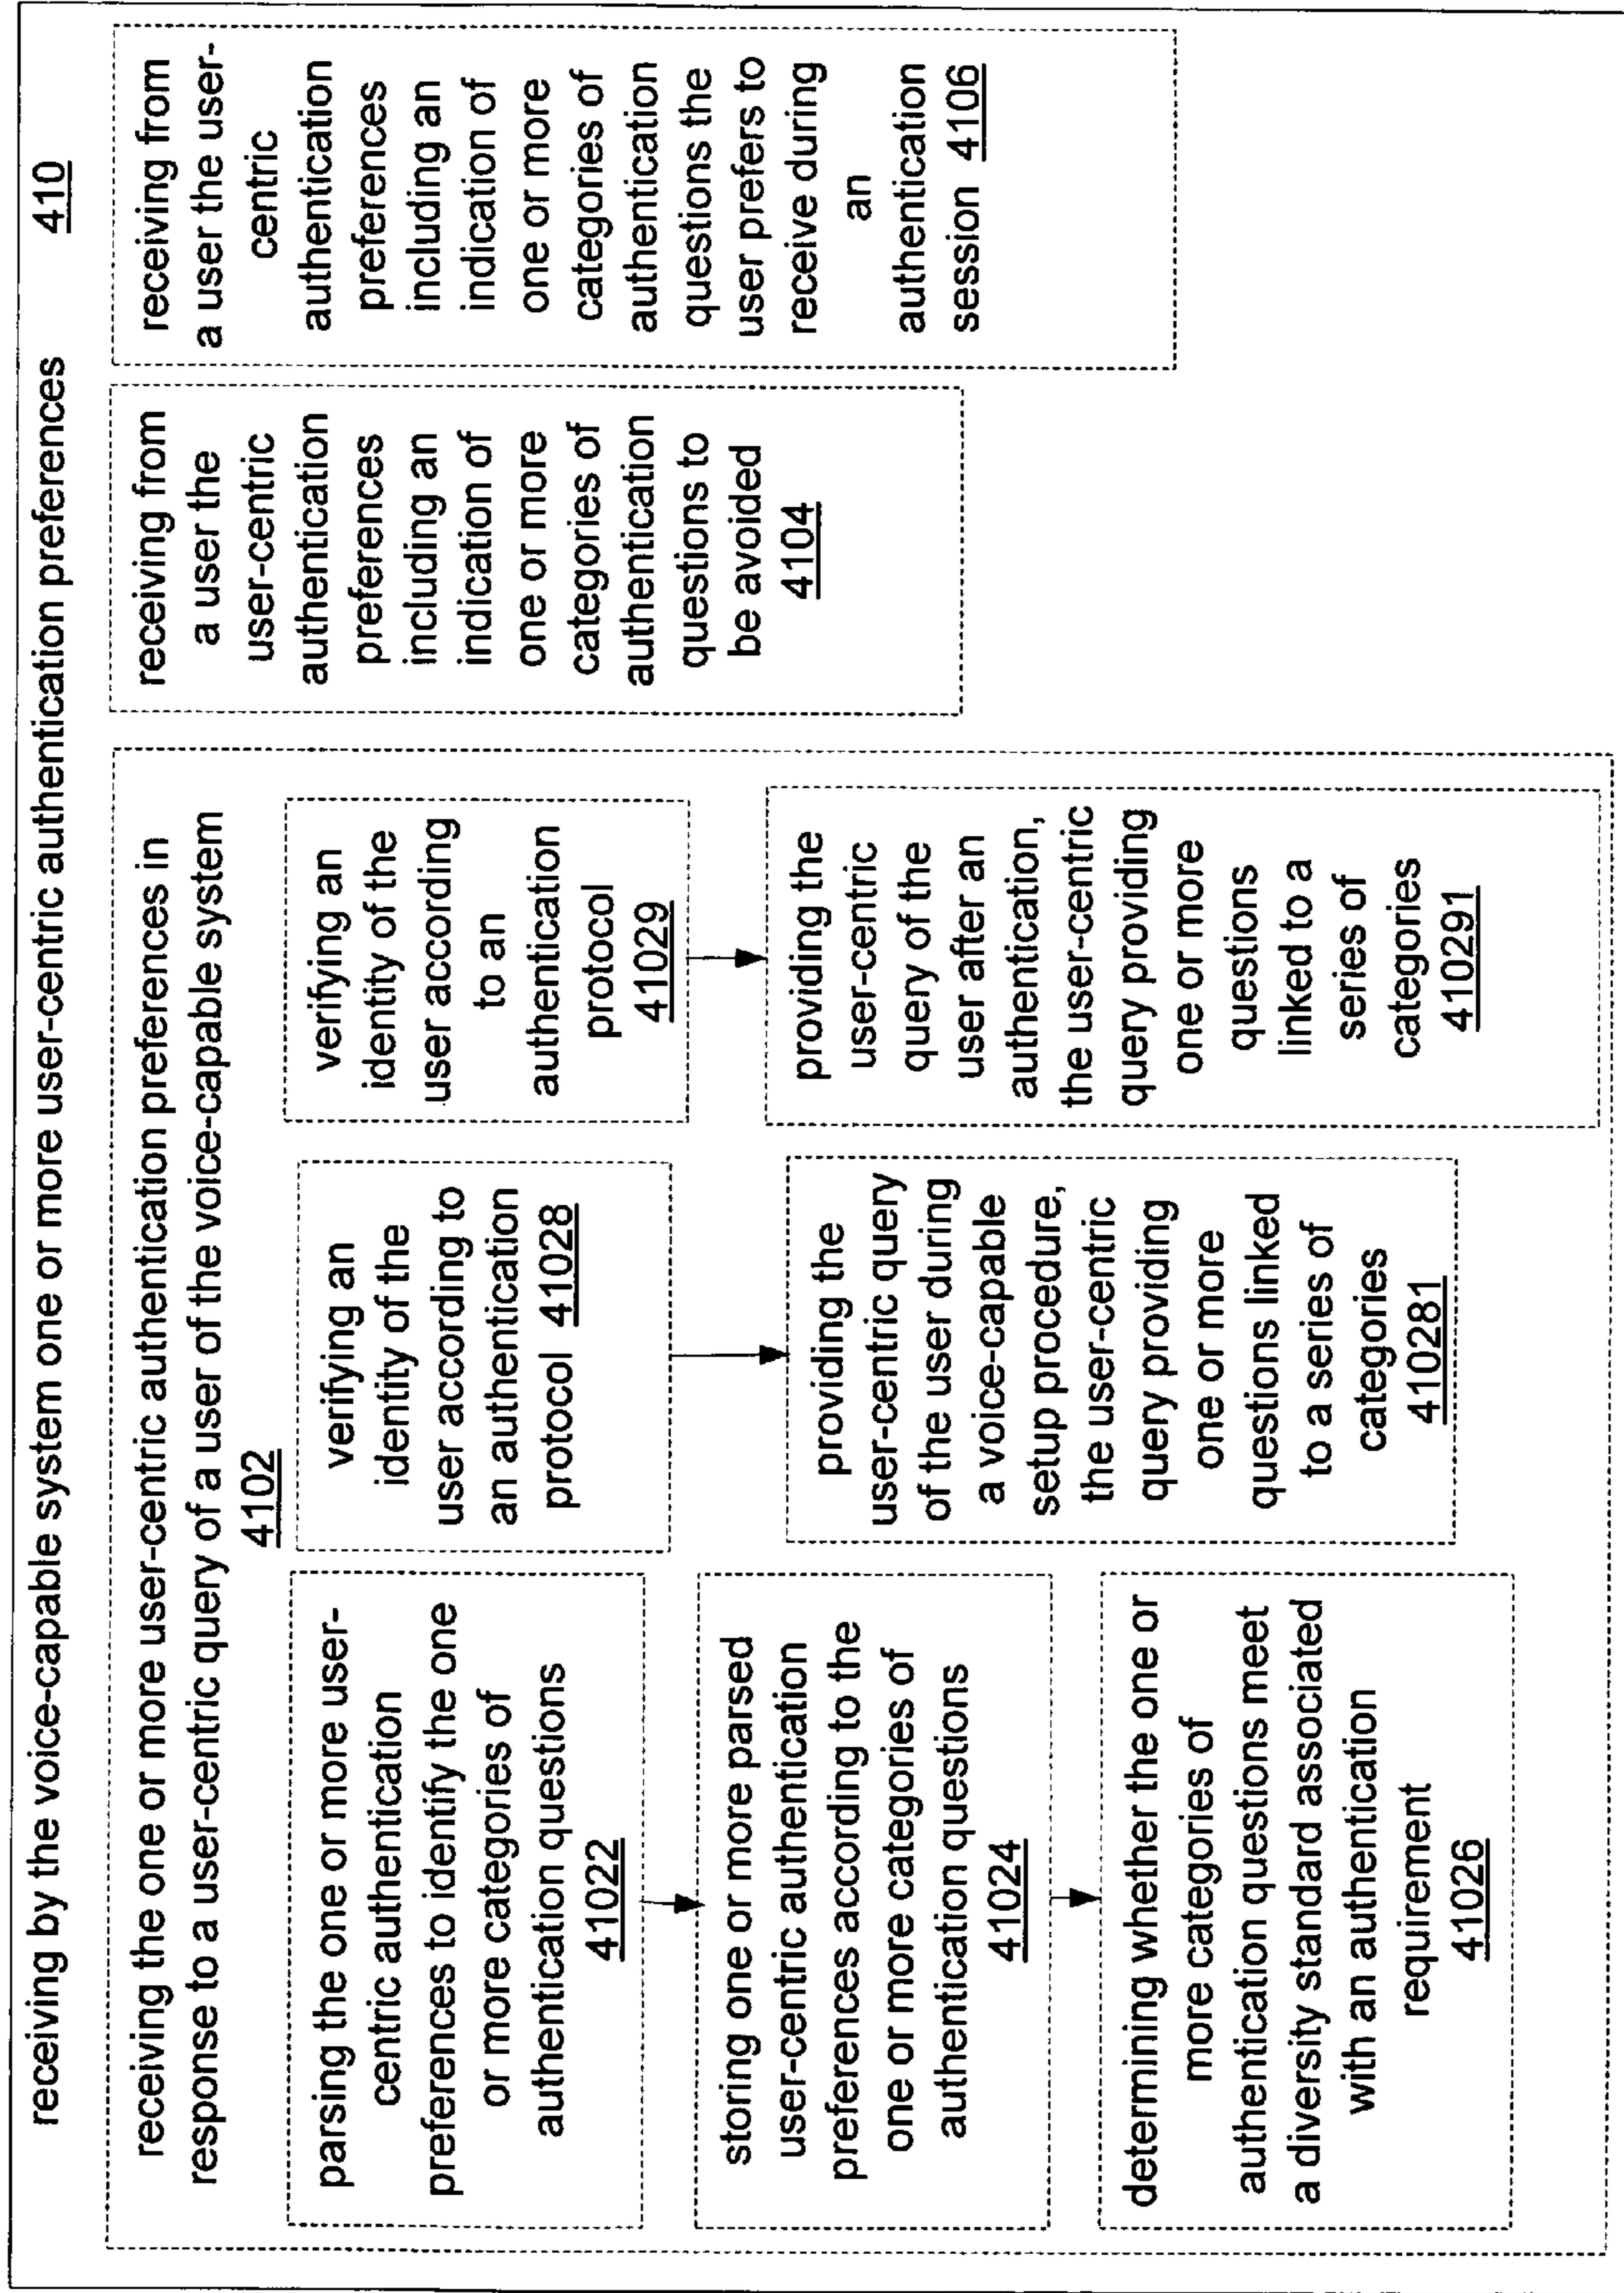 receiving by the voice-capable system one or more user-centric authentication preferences 410
receiving the one or more user-centric authentication preferences in
response to a user-centric query of a user of the voice-capable system
4102
parsing the one or more user-
centric authentication
preferences to identify the one
or more categories of
authentication questions
41022
storing one or more parsed
user-centric authentication
preferences according to the
one or more categories of
authentication questions
41024
determining whether the one or
more categories of
authentication questions meet
a diversity standard associated
with an authentication
requirement
41026
verifying an
identity of the
user according to
an authentication
protocol 41028
providing the
user-centric query
of the user during
a voice-capable
setup procedure,
the user-centric
query providing
one or more
questions linked
to a series of
categories
410281
verifying an
identity of the
user according
to an
authentication
protocol
41029
providing the
user-centric
query of the
user after an
authentication,
the user-centric
query providing
one or more
questions
linked to a
series of
categories
410291
receiving from
a user the
user-centric
authentication
preferences
including an
indication of
one or more
categories of
authentication
questions to
be avoided
4104
receiving from
a user the user-
centric
authentication
preferences
including an
indication of
one or more
categories of
authentication
questions the
user prefers to
receive during
an
authentication
session 4106